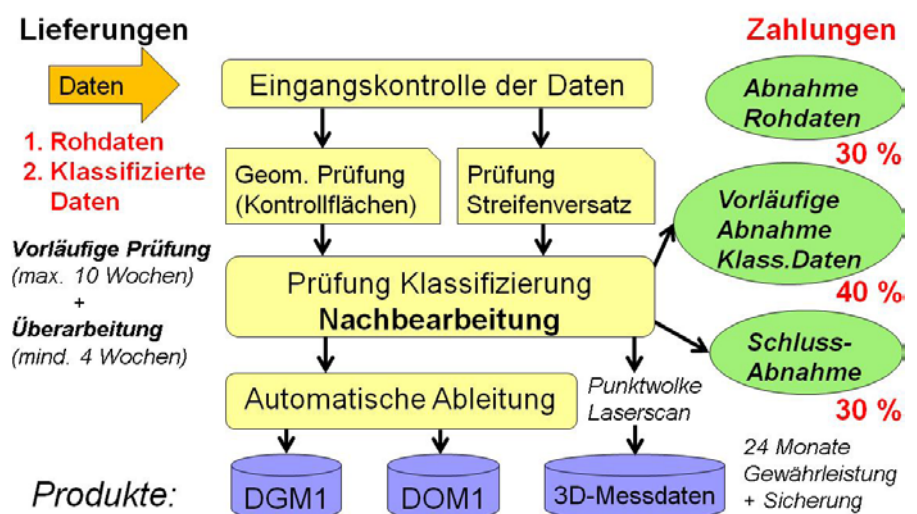 Lieferungen
Zahlungen
Daten
Eingangskontrolle der Daten
Abnahme
Rohdaten
30 %
1. Rohdaten
2. Klassifizierte
Daten
Geom. Prüfung
(Kontrollflächen)
Prüfung
Streifenversatz
Vorläufige
Abnahme
Klass.Daten
40 %
Vorläufige Prüfung
(max. 10 Wochen)
+
Überarbeitung
(mind. 4 Wochen)
Prüfung Klassifizierung
Nachbearbeitung
Schluss-
Abnahme
30 %
Automatische Ableitung
Punktwolke
Laserscan
24 Monate
Gewährleistung
+ Sicherung
Produkte:
DGM1
DOM1
3D-Messdaten